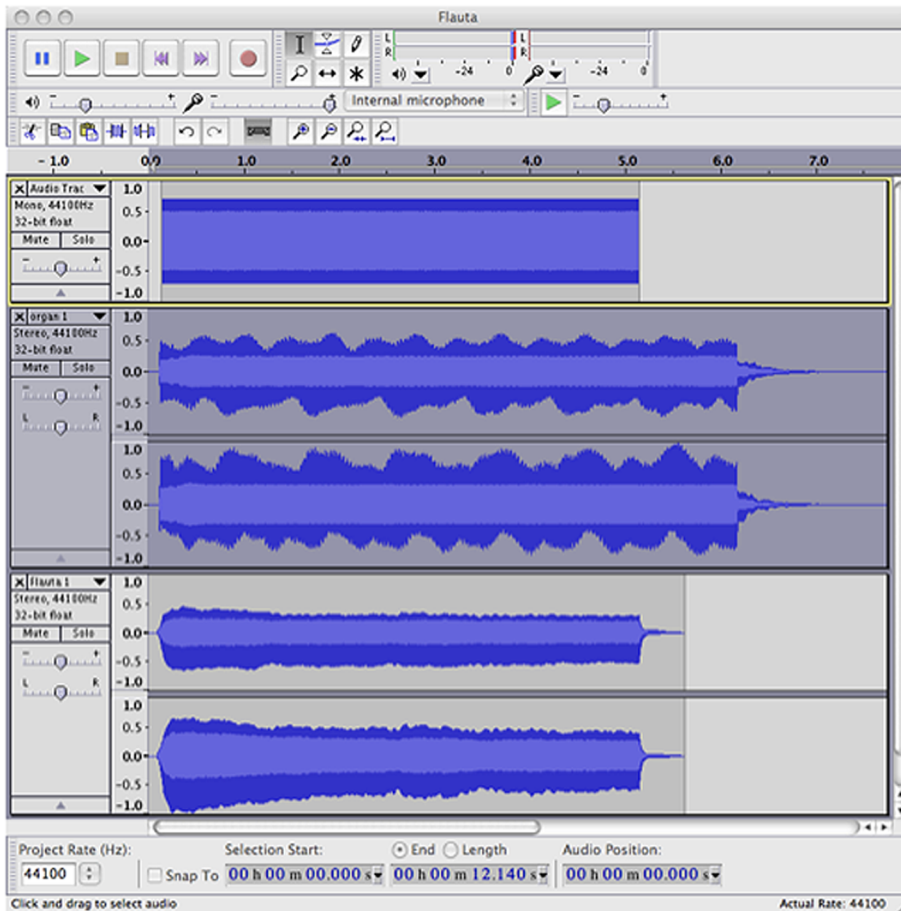 Flauta
L
R
-24 0
L
R
-24 0
Internal microphone
- 1.0 0.0 1.0 2.0 3.0 4.0 5.0 6.0 7.0
Audio Trac
Mono, 44100Hz
32-bit float
Mute Solo
- +
1.0
0.5-
0.0-
-0.5-
-1.0
organ 1
Stereo, 44100Hz
32-bit float
Mute Solo
- +
L R
1.0
0.5-
0.0-
-0.5-
-1.0
1.0
0.5-
0.0-
-0.5-
-1.0
flauta 1
Stereo, 44100Hz
32-bit float
Mute Solo
- +
L R
1.0
0.5-
0.0-
-0.5-
-1.0
1.0
0.5-
0.0-
-0.5-
-1.0
Project Rate (Hz): Selection Start: End Length Audio Position:
44100 Snap To 00 h 00 m 00.000 s 00 h 00 m 12.140 s 00 h 00 m 00.000 s
Click and drag to select audio Actual Rate: 44100